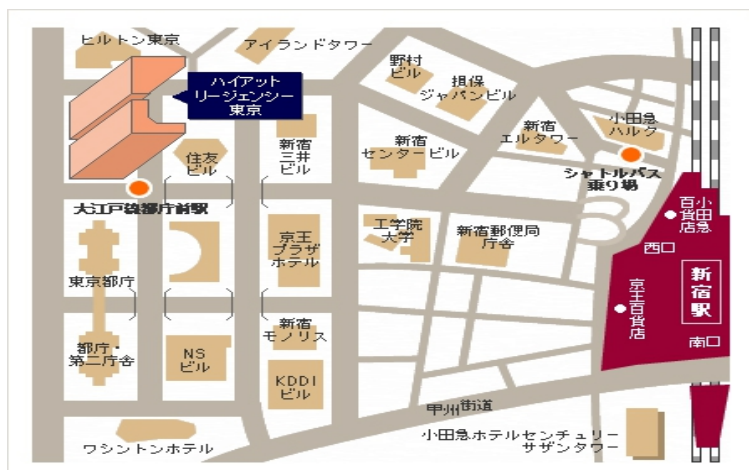 ヒルトン東京
アイランドタワー
野村
ビル
損保
ジャパンビル
ハイアット
リージェンシー
東京
小田急
ハルク
新宿
エルタワー
新宿
センタービル
新宿
三井
ビル
住友
ビル
シャトルバス
乗り場
大江戸線都庁前駅
小田急
百貨店
西口
工学院
大学
新宿郵便局
庁舎
京王
プラザ
ホテル
東京都庁
新宿駅
京王百貨店
南口
新宿
モノリス
NS
ビル
都庁・
第二庁舎
KDDI
ビル
甲州街道
小田急ホテルセンチュリー
サザンタワー
ワシントンホテル